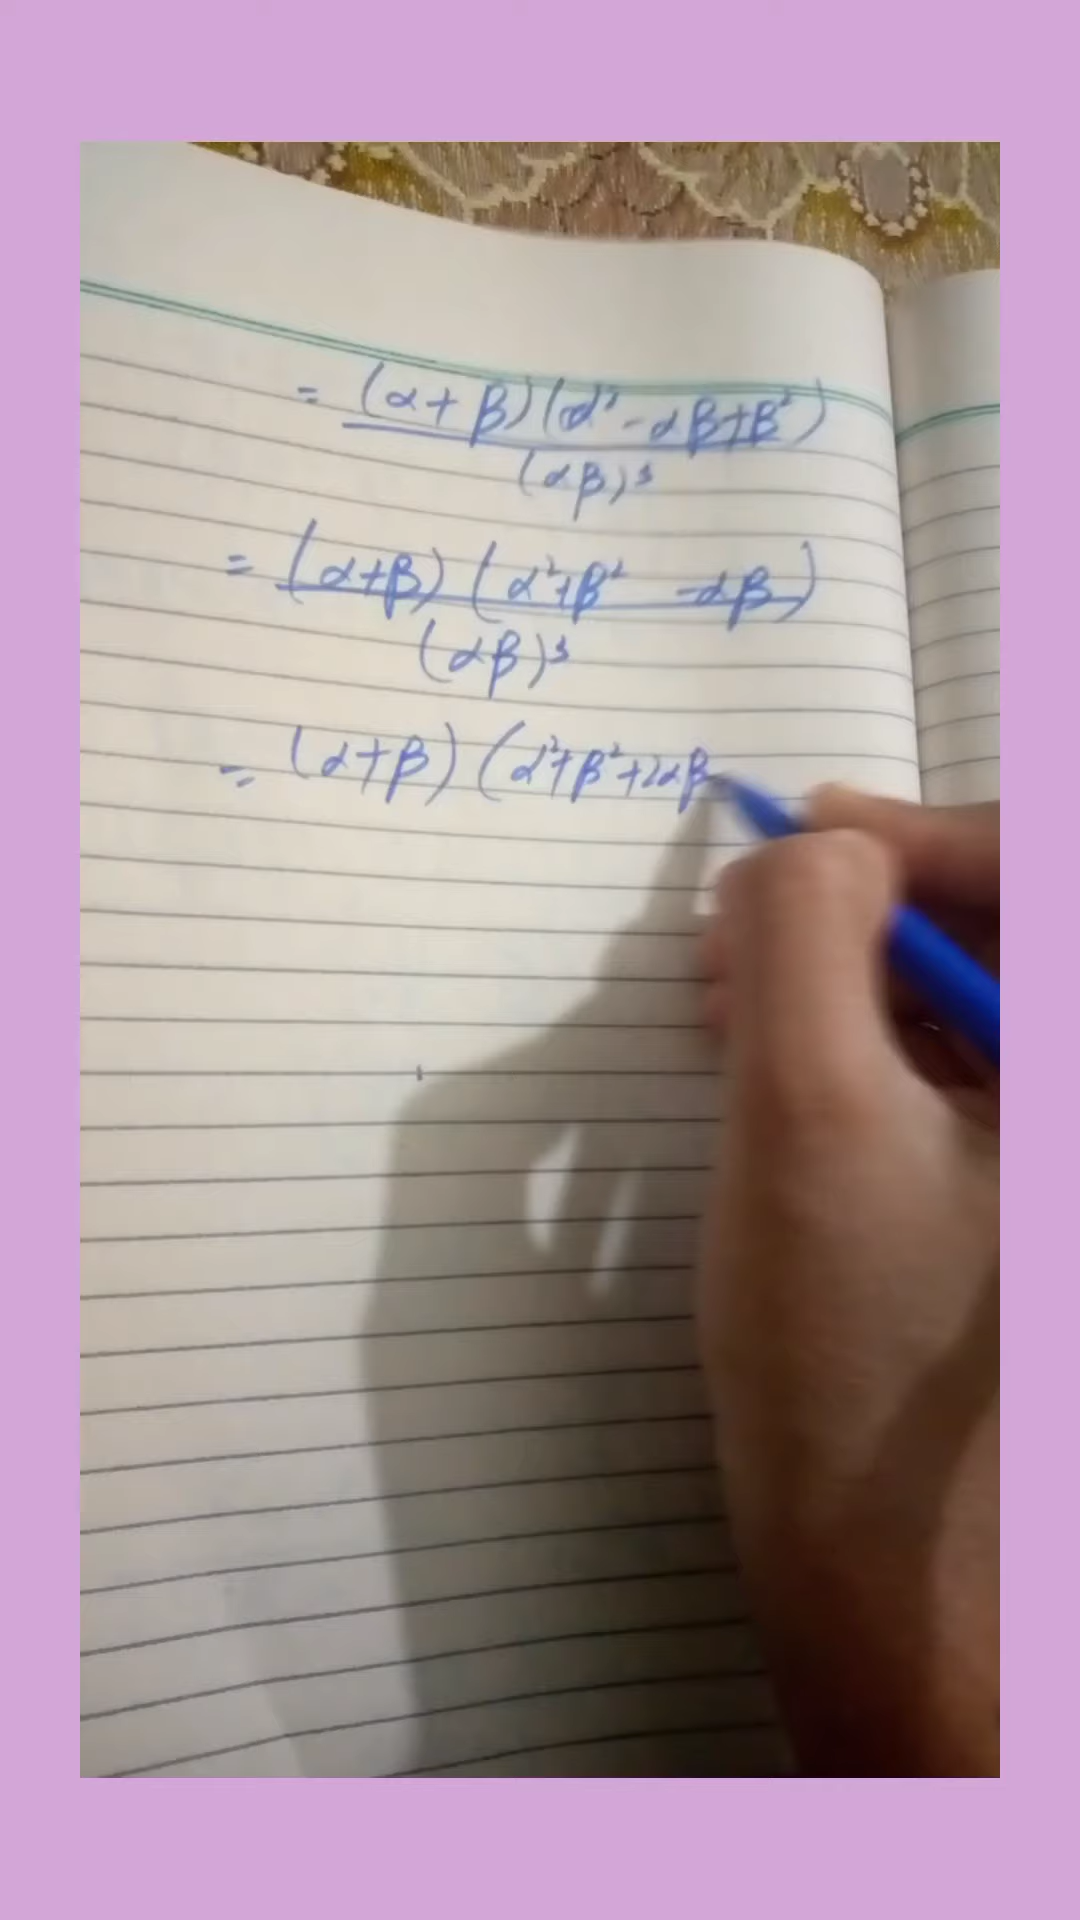 = (α + β)(α² - αβ + β²)
(αβ)³
= (α+β) (α²+β² -αβ)
(αβ)³
= (α+β) (α²+β²+2αβ